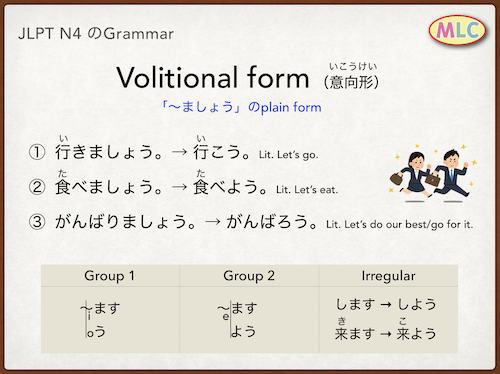 JLPT N4 のGrammar
MLC
いこうけい
Volitional form （意向形）
「〜ましょう」のplain form
い い
① 行きましょう。→ 行こう。Lit. Let's go.
た た
② 食べましょう。→ 食べよう。Lit. Let's eat.
③ がんばりましょう。→ がんばろう。Lit. Let's do our best/go for it.
Group 1 Group 2 Irregular
〜ます 〜ます します → しよう
i e き こ
oう よう 来ます → 来よう